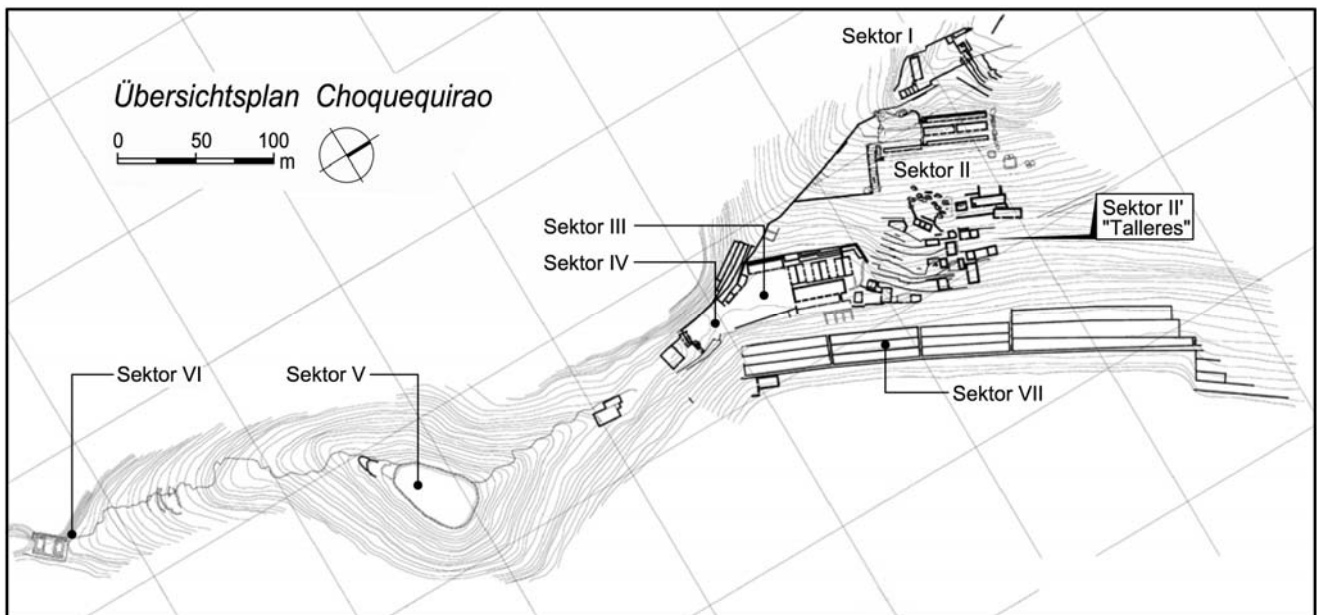 Sektor I
Übersichtsplan Choquequirao
0 50 100
m
Sektor II
Sektor II'
"Talleres"
Sektor III
Sektor IV
Sektor VI
Sektor V
Sektor VII